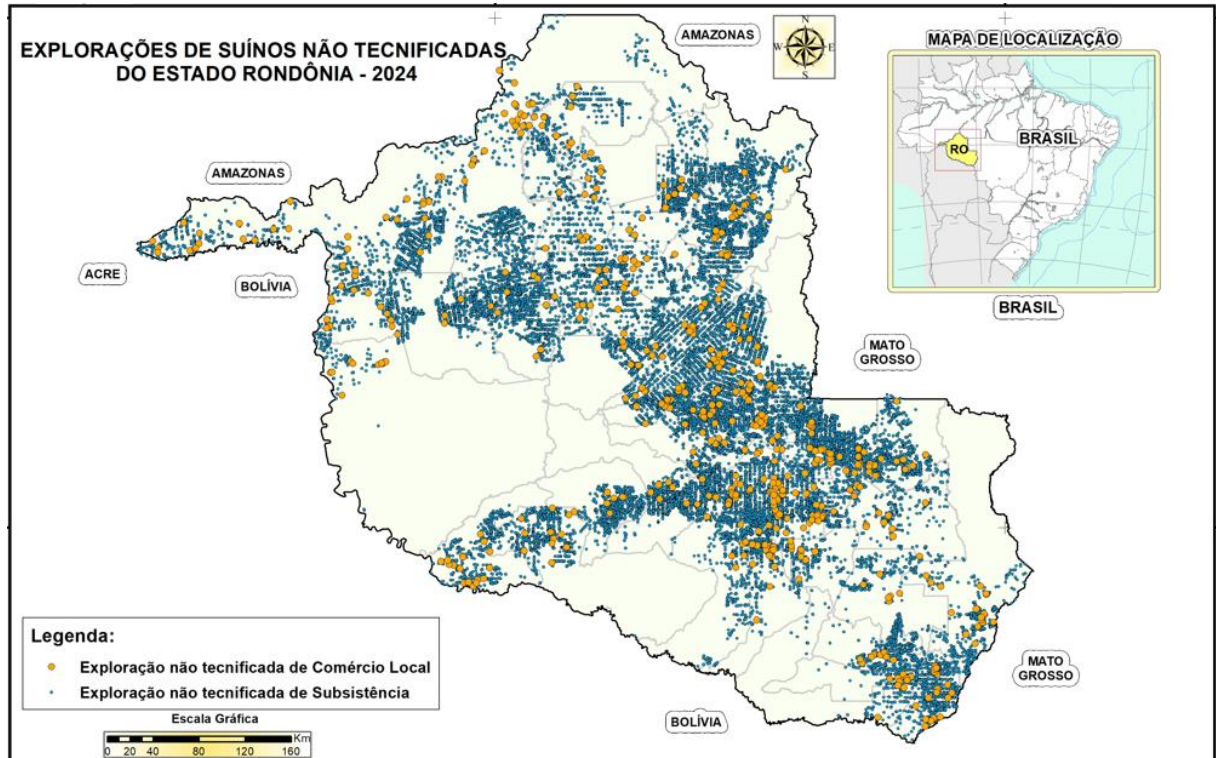 EXPLORAÇÕES DE SUÍNOS NÃO TECNIFICADAS
DO ESTADO RONDÔNIA - 2024
AMAZONAS
N
W
E
S
MAPA DE LOCALIZAÇÃO
BRASIL
RO
BRASIL
AMAZONAS
ACRE
BOLÍVIA
MATO
GROSSO
MATO
GROSSO
BOLÍVIA
Legenda:
Exploração não tecnificada de Comércio Local
Exploração não tecnificada de Subsistência
Escala Gráfica
Km
0 20 40 80 120 160